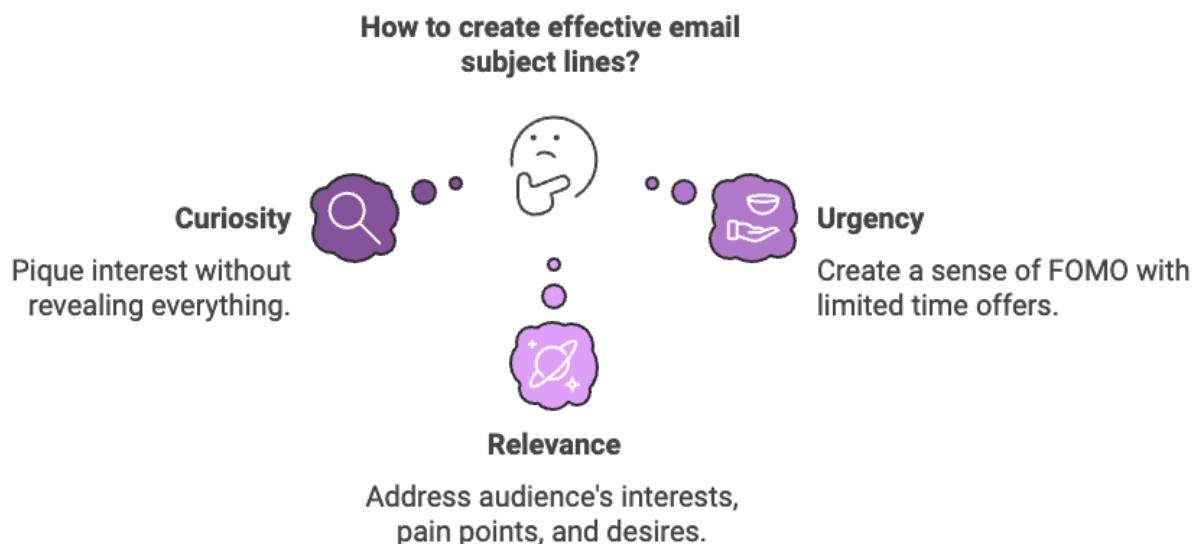 How to create effective email
subject lines?
Curiosity
Pique interest without
revealing everything.
Urgency
Create a sense of FOMO with
limited time offers.
Relevance
Address audience's interests,
pain points, and desires.